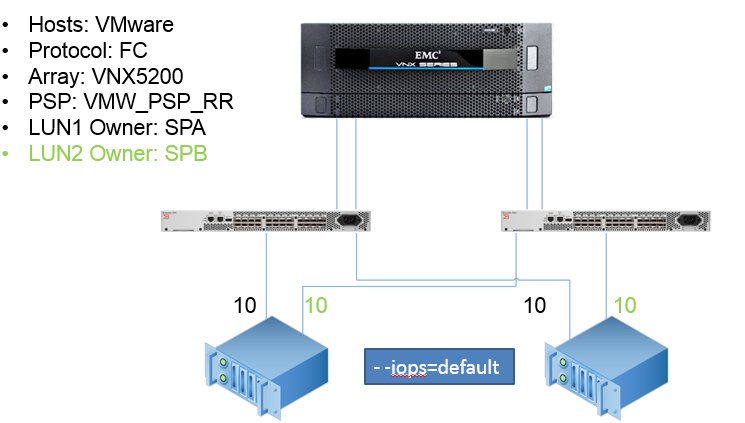 • Hosts: VMware
• Protocol: FC
• Array: VNX5200
• PSP: VMW_PSP_RR
• LUN1 Owner: SPA
• LUN2 Owner: SPB
EMC²
VNX SERIES
10
10
10
10
--iops=default